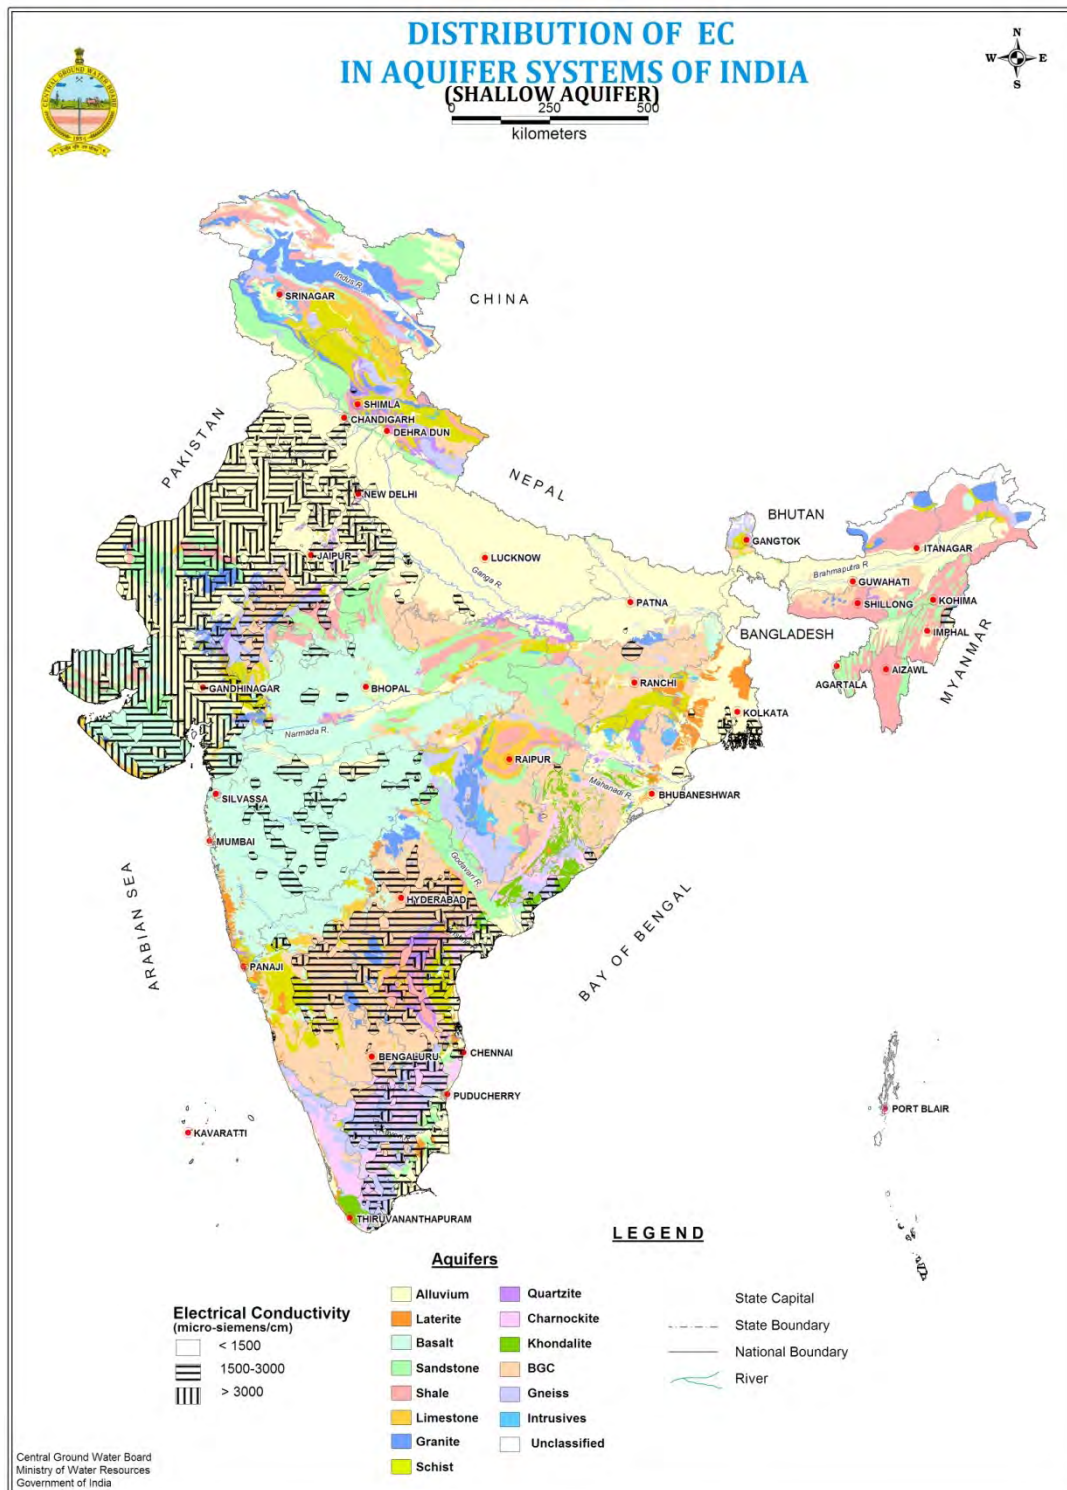 DISTRIBUTION OF EC
IN AQUIFER SYSTEMS OF INDIA
(SHALLOW AQUIFER)
0 250 500
kilometers
N
W E
S
CENTRAL GROUND WATER BOARD
CHINA
Indus R.
SRINAGAR
SHIMLA
CHANDIGARH
DEHRA DUN
PAKISTAN
NEPAL
NEW DELHI
BHUTAN
GANGTOK
ITANAGAR
JAIPUR
LUCKNOW
Ganga R.
Brahmaputra R.
GUWAHATI
PATNA
SHILLONG
KOHIMA
BANGLADESH
IMPHAL
MYANMAR
GANDHINAGAR
BHOPAL
RANCHI
AGARTALA
AIZAWL
KOLKATA
Narmada R.
RAIPUR
Mahanadi R.
SILVASSA
BHUBANESHWAR
MUMBAI
Godavari R.
ARABIAN SEA
HYDERABAD
BAY OF BENGAL
PANAJI
BENGALURU
CHENNAI
PUDUCHERRY
PORT BLAIR
KAVARATTI
THIRUVANANTHAPURAM
LEGEND
Aquifers
Electrical Conductivity
(micro-siemens/cm)
< 1500
1500-3000
> 3000
Alluvium
Laterite
Basalt
Sandstone
Shale
Limestone
Granite
Schist
Quartzite
Charnockite
Khondalite
BGC
Gneiss
Intrusives
Unclassified
State Capital
State Boundary
National Boundary
River
Central Ground Water Board
Ministry of Water Resources
Government of India